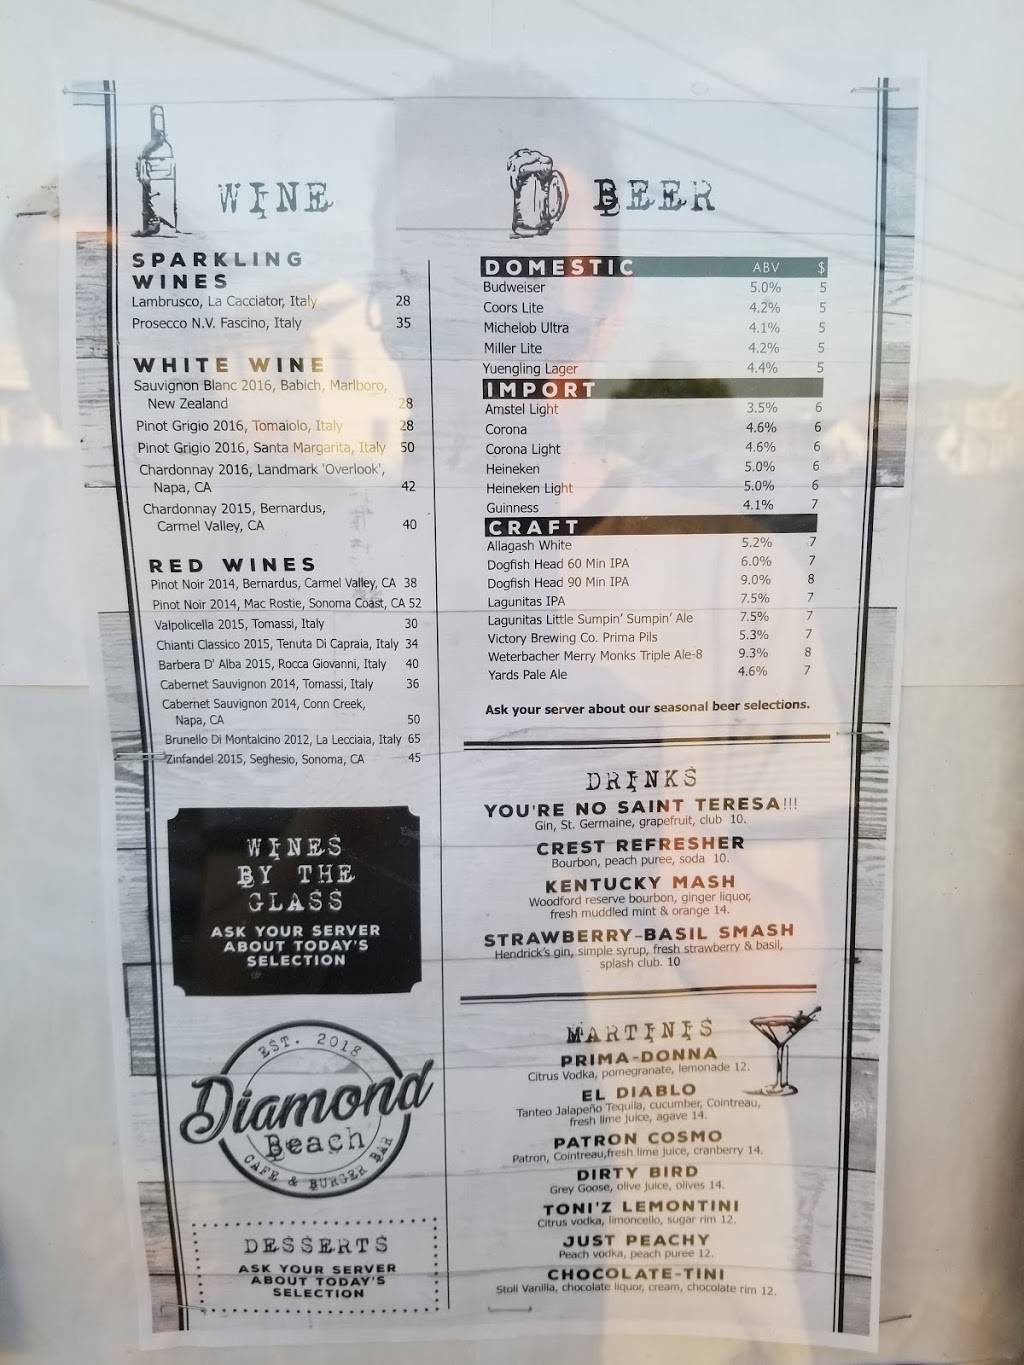 WINE
SPARKLING
WINES
Lambrusco, La Cacciator, Italy 28
Prosecco N.V. Fascino, Italy 35
WHITE WINE
Sauvignon Blanc 2016, Babich, Marlboro,
New Zealand 28
Pinot Grigio 2016, Tomaiolo, Italy 28
Pinot Grigio 2016, Santa Margarita, Italy 50
Chardonnay 2016, Landmark 'Overlook',
Napa, CA 42
Chardonnay 2015, Bernardus,
Carmel Valley, CA 40
RED WINES
Pinot Noir 2014, Bernardus, Carmel Valley, CA 38
Pinot Noir 2014, Mac Rostie, Sonoma Coast, CA 52
Valpolicella 2015, Tomassi, Italy 30
Chianti Classico 2015, Tenuta Di Capraia, Italy 34
Barbera D' Alba 2015, Rocca Giovanni, Italy 40
Cabernet Sauvignon 2014, Tomassi, Italy 36
Cabernet Sauvignon 2014, Conn Creek,
Napa, CA 50
Brunello Di Montalcino 2012, La Lecciaia, Italy 65
Zinfandel 2015, Seghesio, Sonoma, CA 45
WINES
BY THE
GLASS
ASK YOUR SERVER
ABOUT TODAY'S
SELECTION
EST. 2018
Diamond
Beach
CAFE & BURGER BAR
DESSERTS
ASK YOUR SERVER
ABOUT TODAY'S
SELECTION
BEER
DOMESTIC ABV $
Budweiser 5.0% 5
Coors Lite 4.2% 5
Michelob Ultra 4.1% 5
Miller Lite 4.2% 5
Yuengling Lager 4.4% 5
IMPORT
Amstel Light 3.5% 6
Corona 4.6% 6
Corona Light 4.6% 6
Heineken 5.0% 6
Heineken Light 5.0% 6
Guinness 4.1% 7
CRAFT
Allagash White 5.2% 7
Dogfish Head 60 Min IPA 6.0% 7
Dogfish Head 90 Min IPA 9.0% 8
Lagunitas IPA 7.5% 7
Lagunitas Little Sumpin' Sumpin' Ale 7.5% 7
Victory Brewing Co. Prima Pils 5.3% 7
Weterbacher Merry Monks Triple Ale-8 9.3% 8
Yards Pale Ale 4.6% 7
Ask your server about our seasonal beer selections.
DRINKS
YOU'RE NO SAINT TERESA!!!
Gin, St. Germaine, grapefruit, club 10.
CREST REFRESHER
Bourbon, peach puree, soda 10.
KENTUCKY MASH
Woodford reserve bourbon, ginger liquor,
fresh muddled mint & orange 14.
STRAWBERRY-BASIL SMASH
Hendrick's gin, simple syrup, fresh strawberry & basil,
splash club. 10
MARTINIS
PRIMA-DONNA
Citrus Vodka, pomegranate, lemonade 12.
EL DIABLO
Tanteo Jalapeño Tequila, cucumber, Cointreau,
fresh lime juice, agave 14.
PATRON COSMO
Patron, Cointreau,fresh lime juice, cranberry 14.
DIRTY BIRD
Grey Goose, olive juice, olives 14.
TONI'Z LEMONTINI
Citrus vodka, limoncello, sugar rim 12.
JUST PEACHY
Peach vodka, peach puree 12.
CHOCOLATE-TINI
Stoli Vanilla, chocolate liquor, cream, chocolate rim 12.